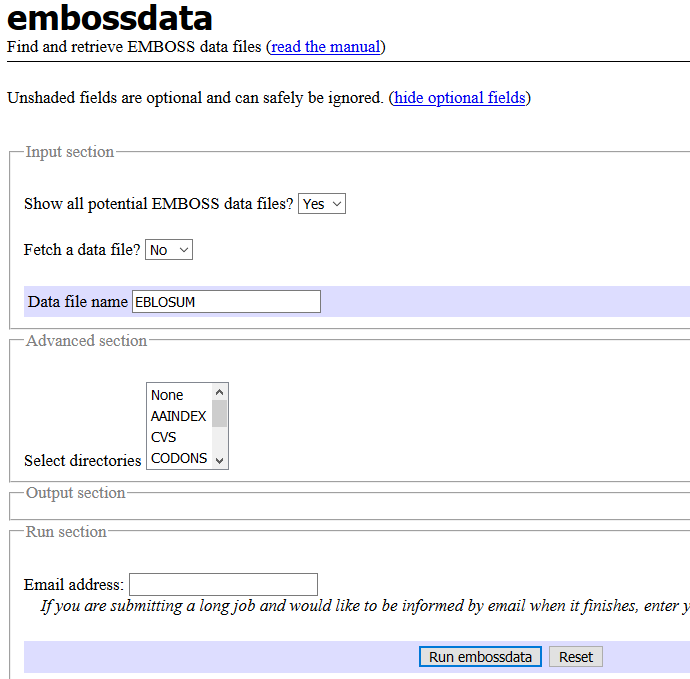 embossdata
Find and retrieve EMBOSS data files (read the manual)
Unshaded fields are optional and can safely be ignored. (hide optional fields)
Input section
Show all potential EMBOSS data files? Yes
Fetch a data file? No
Data file name EBLOSUM
Advanced section
None
AAINDEX
CVS
CODONS
Select directories
Output section
Run section
Email address:
If you are submitting a long job and would like to be informed by email when it finishes, enter
Run embossdata Reset